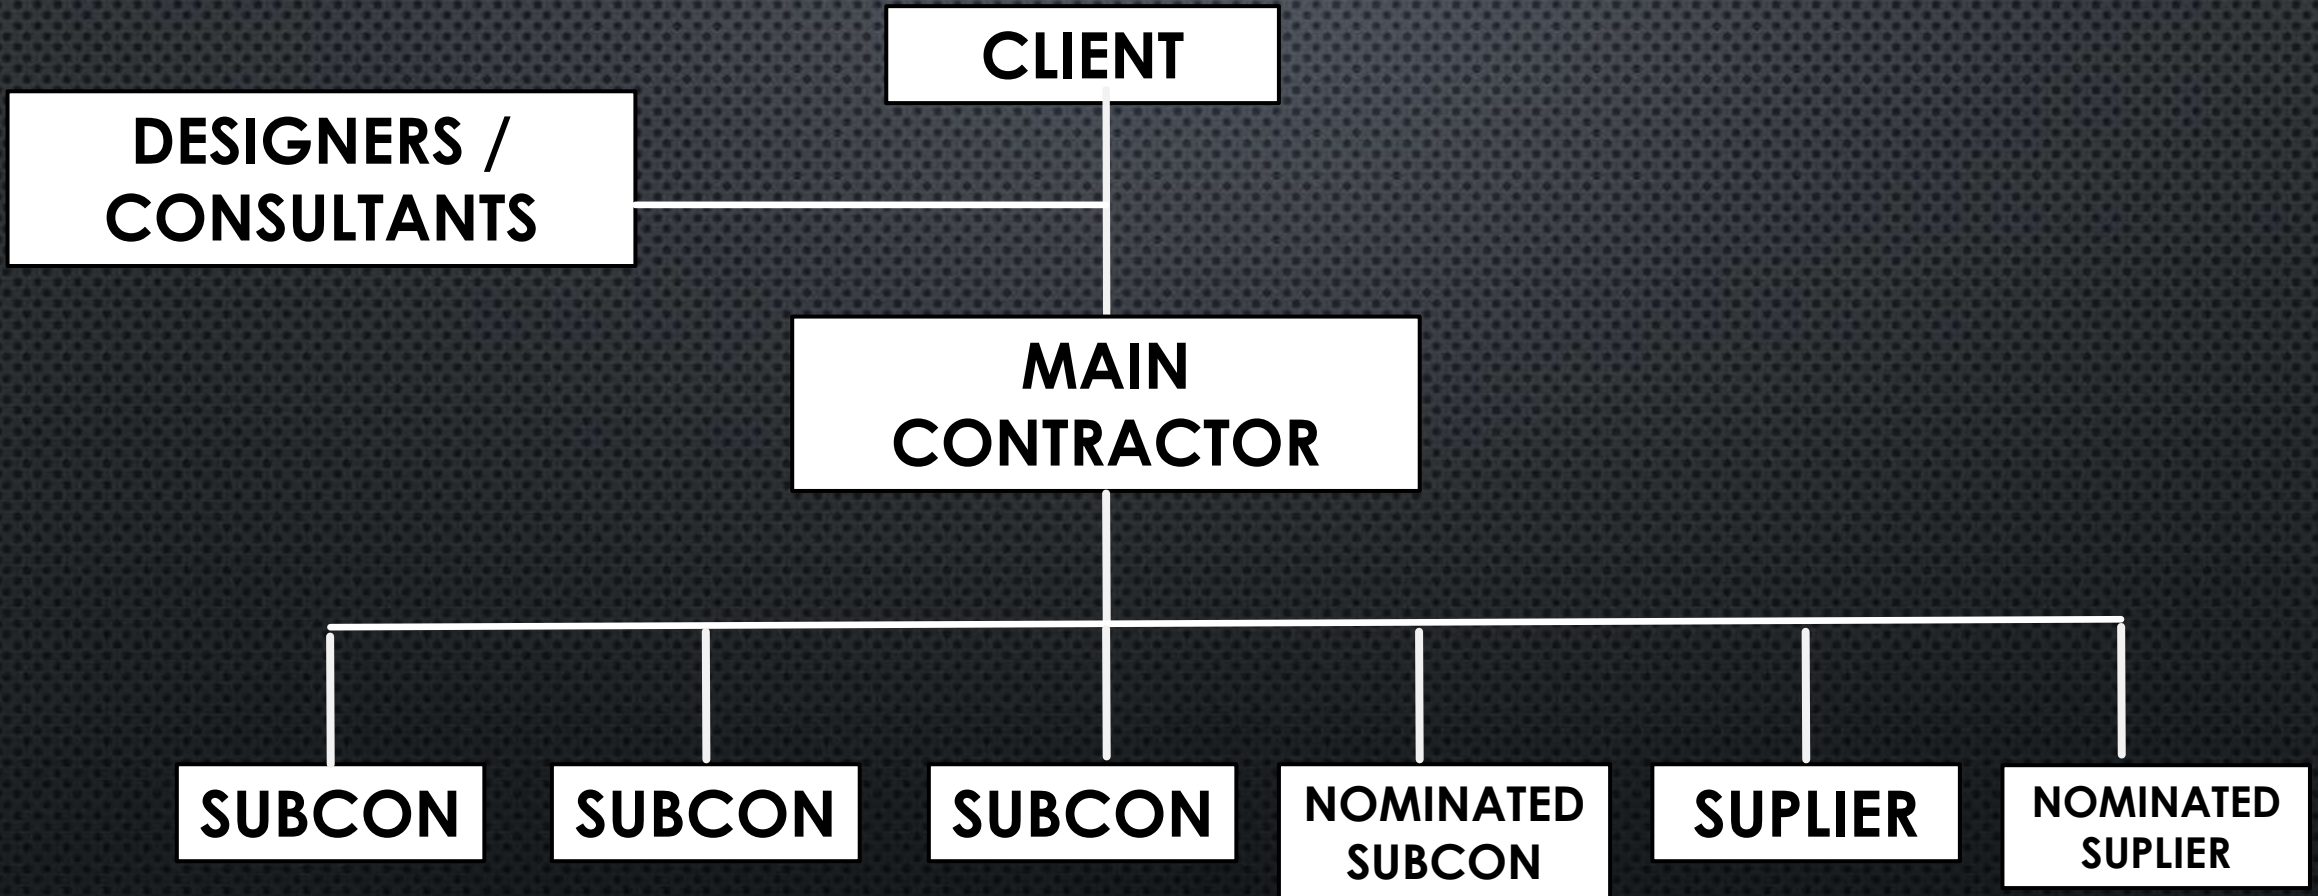 CLIENT
DESIGNERS /
CONSULTANTS
MAIN
CONTRACTOR
SUBCON
SUBCON
SUBCON
NOMINATED
SUBCON
SUPLIER
NOMINATED
SUPLIER